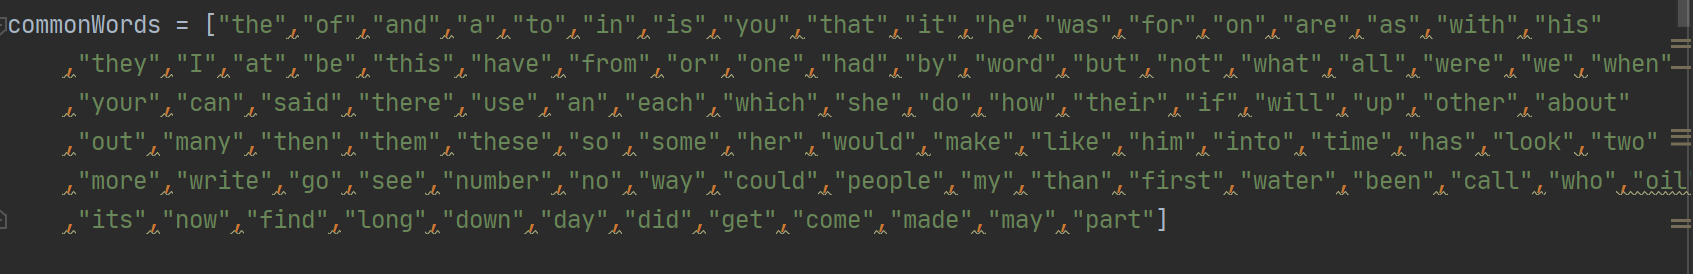 commonWords = ["the","of","and","a","to","in","is","you","that","it","he","was","for","on","are","as","with","his"
,"they","I","at","be","this","have","from","or","one","had","by","word","but","not","what","all","were","we","when"
,"your","can","said","there","use","an","each","which","she","do","how","their","if","will","up","other","about"
,"out","many","then","them","these","so","some","her","would","make","like","him","into","time","has","look","two"
,"more","write","go","see","number","no","way","could","people","my","than","first","water","been","call","who","oil
,"its","now","find","long","down","day","did","get","come","made","may","part"]